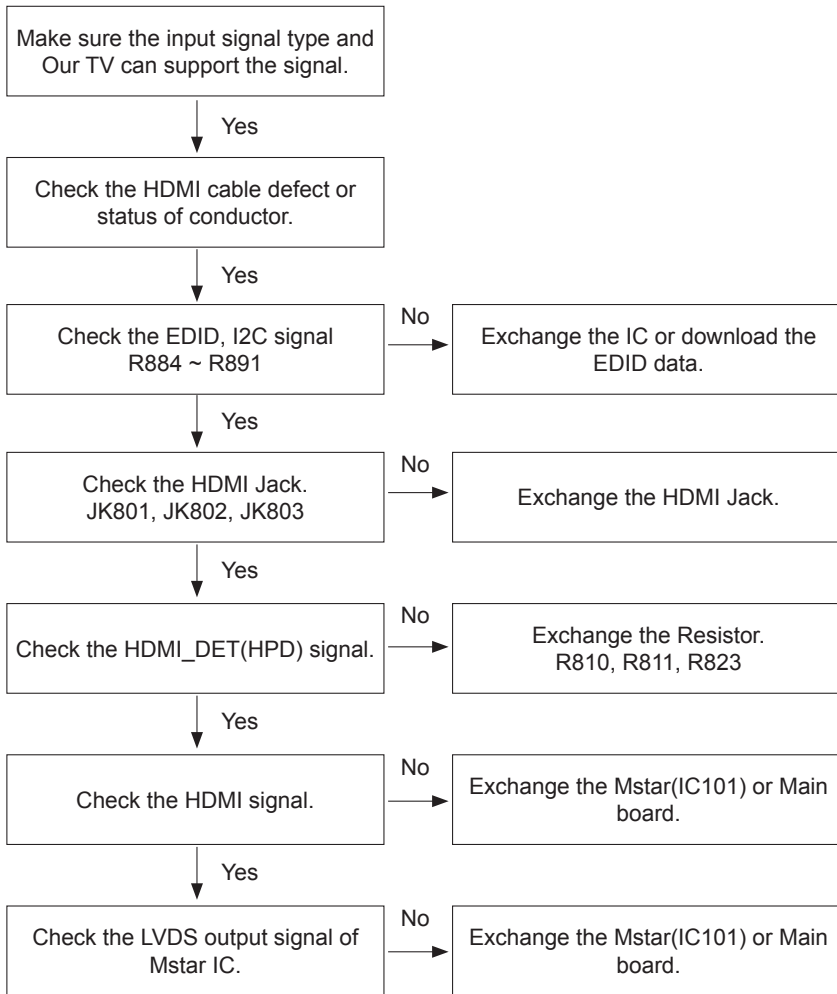 Make sure the input signal type and
Our TV can support the signal.
Yes
Check the HDMI cable defect or
status of conductor.
Yes
Check the EDID, I2C signal
R884 ~ R891
No
Exchange the IC or download the
EDID data.
Yes
Check the HDMI Jack.
JK801, JK802, JK803
No
Exchange the HDMI Jack.
Yes
Check the HDMI_DET(HPD) signal.
No
Exchange the Resistor.
R810, R811, R823
Yes
Check the HDMI signal.
No
Exchange the Mstar(IC101) or Main
board.
Yes
Check the LVDS output signal of
Mstar IC.
No
Exchange the Mstar(IC101) or Main
board.